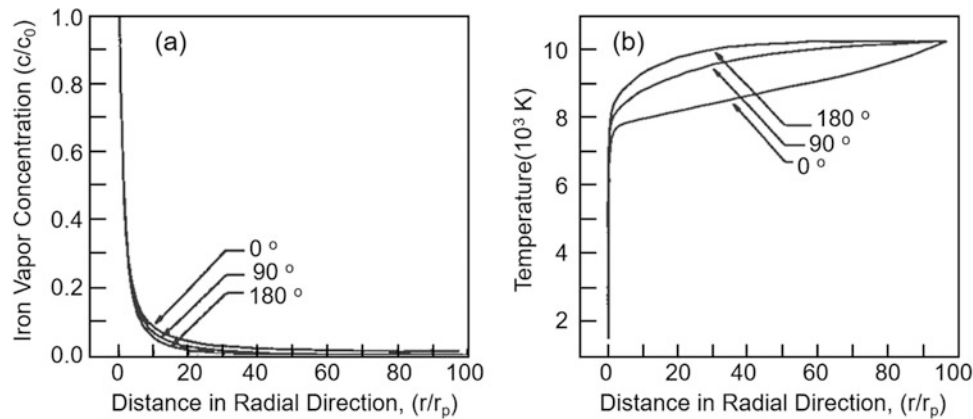 Iron Vapor Concentration (c/c₀)
1.0
0.8
0.6
0.4
0.2
0.0
(a)
0 º
90 º
180 º
0 20 40 60 80 100
Distance in Radial Direction, (r/rₚ)
Temperature(10³ K)
10
8
6
4
2
(b)
180 º
90 º
0 º
0 20 40 60 80 100
Distance in Radial Direction, (r/rₚ)